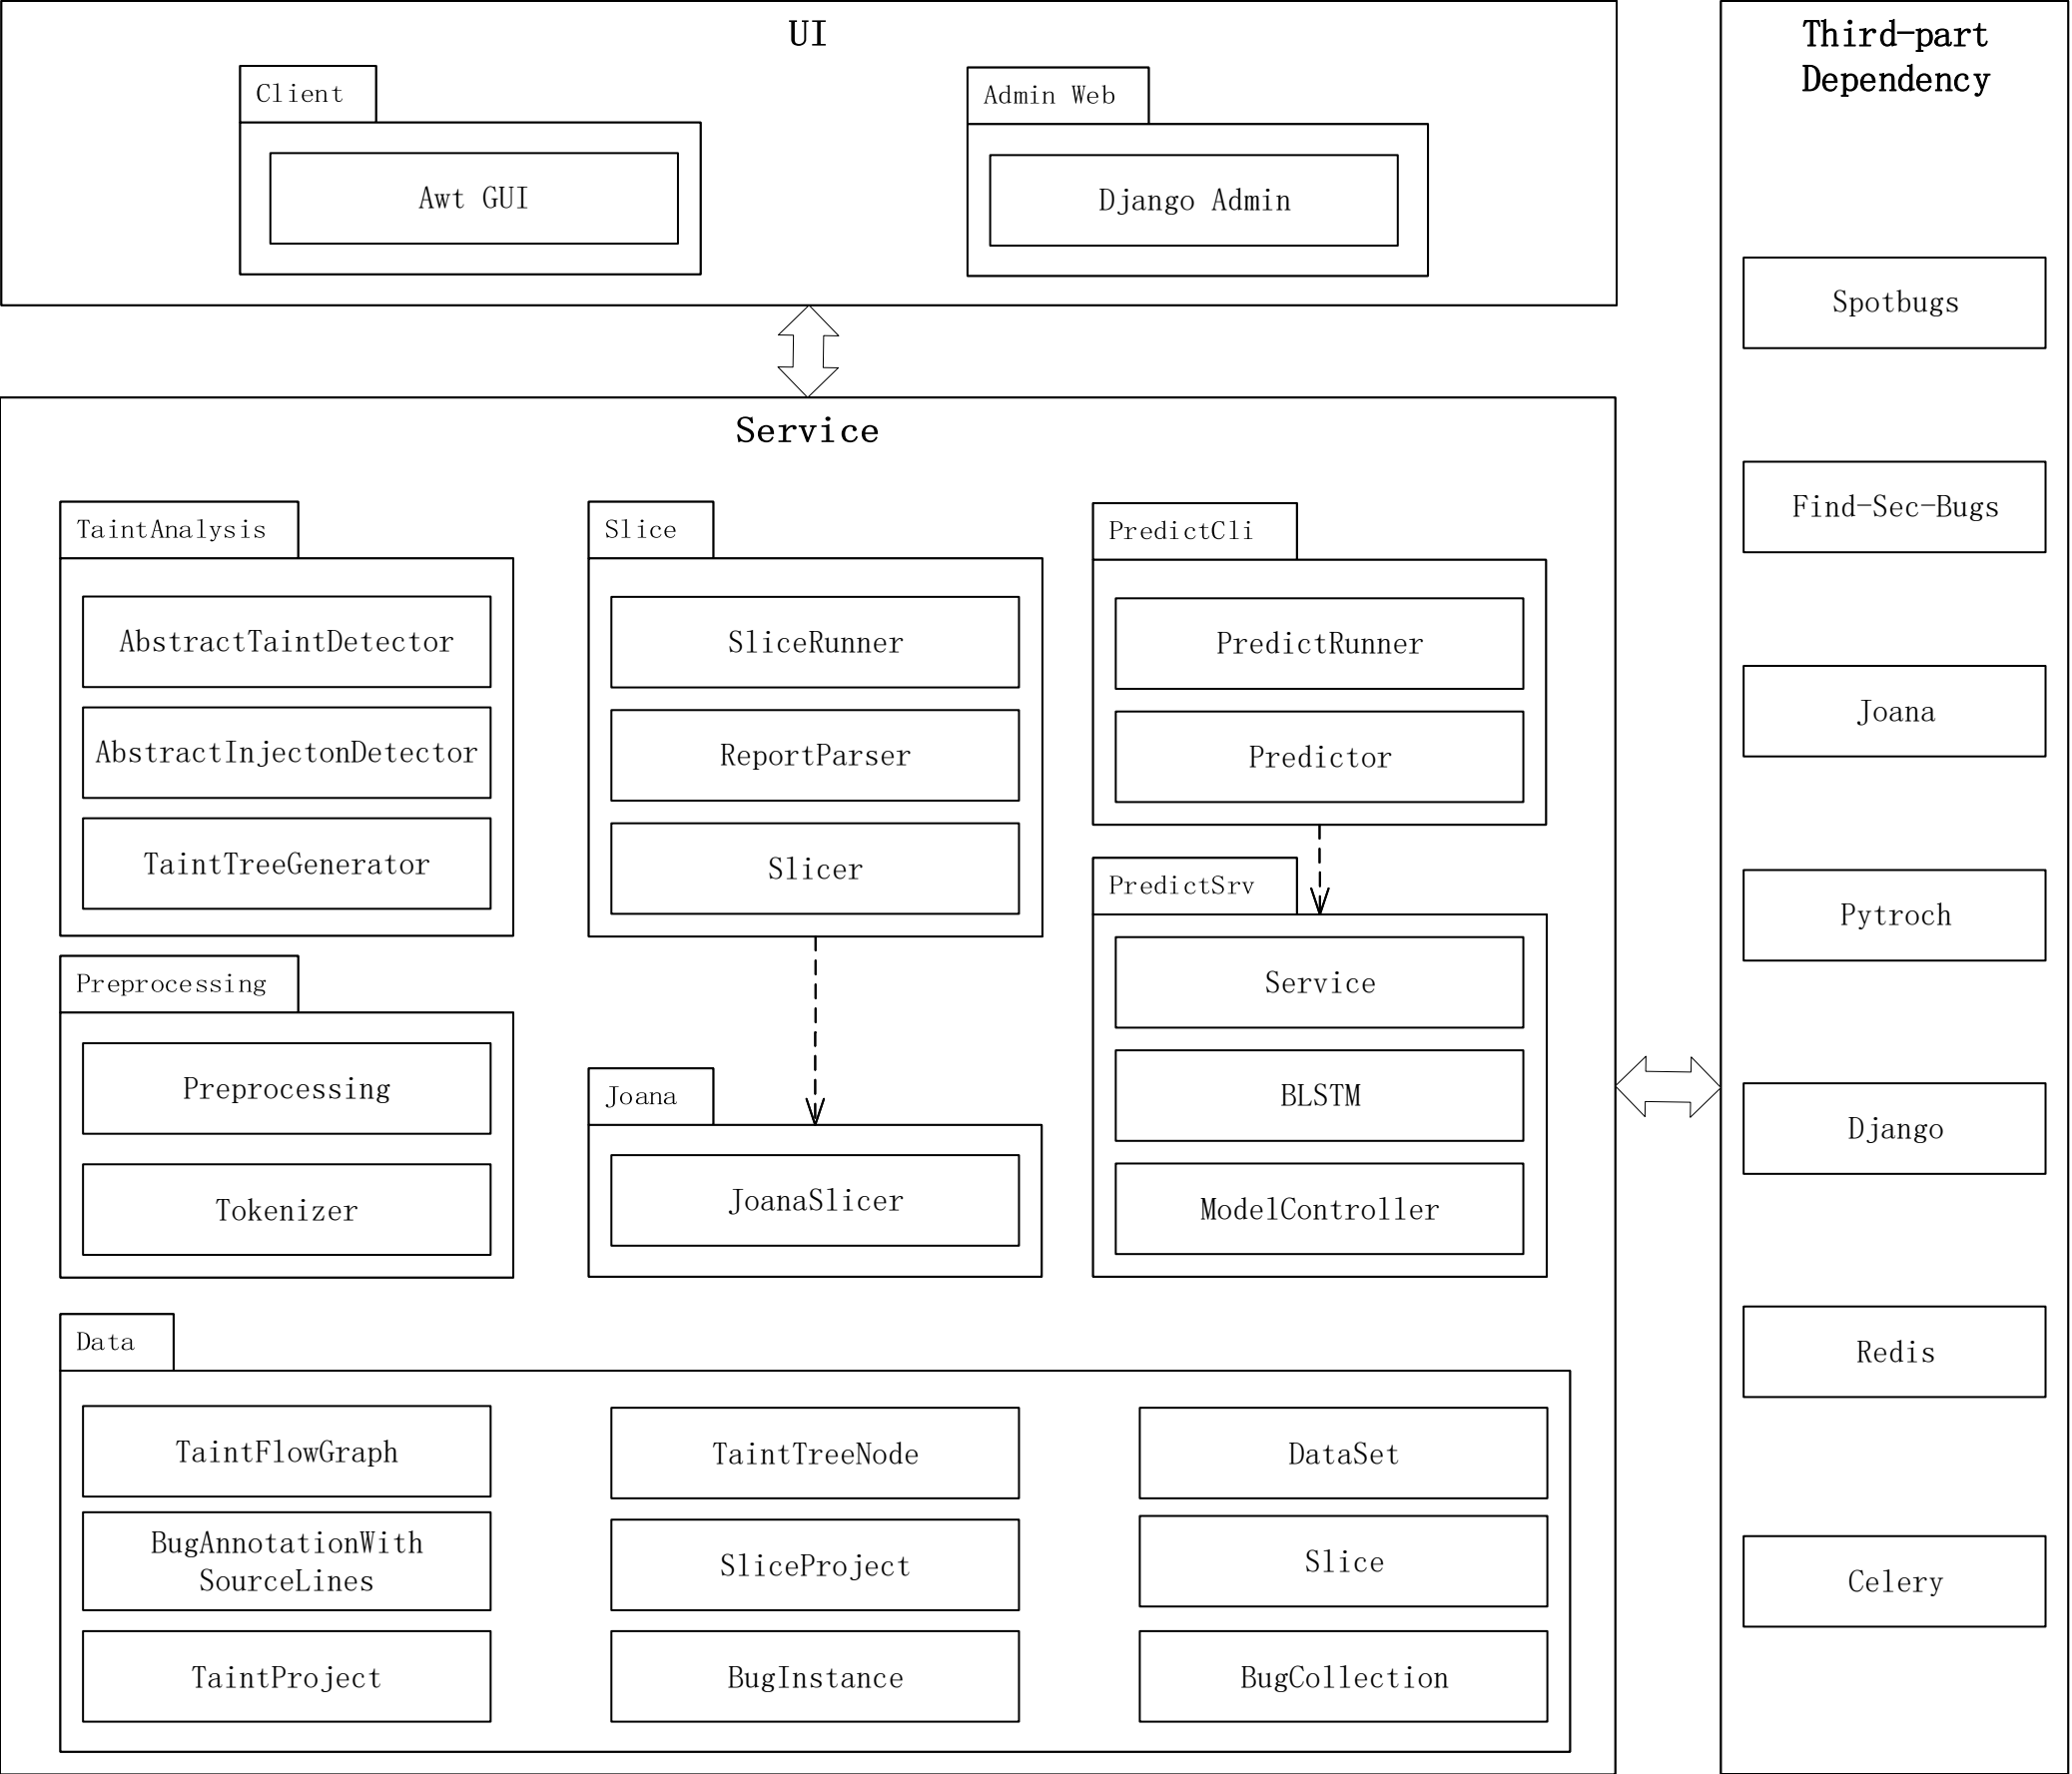 UI
Client
Awt GUI
Admin Web
Django Admin
Service
TaintAnalysis
AbstractTaintDetector
AbstractInjectonDetector
TaintTreeGenerator
Preprocessing
Preprocessing
Tokenizer
Slice
SliceRunner
ReportParser
Slicer
Joana
JoanaSlicer
PredictCli
PredictRunner
Predictor
PredictSrv
Service
BLSTM
ModelController
Data
TaintFlowGraph
TaintTreeNode
DataSet
BugAnnotationWith
SourceLines
SliceProject
Slice
TaintProject
BugInstance
BugCollection
Third-part
Dependency
Spotbugs
Find-Sec-Bugs
Joana
Pytroch
Django
Redis
Celery